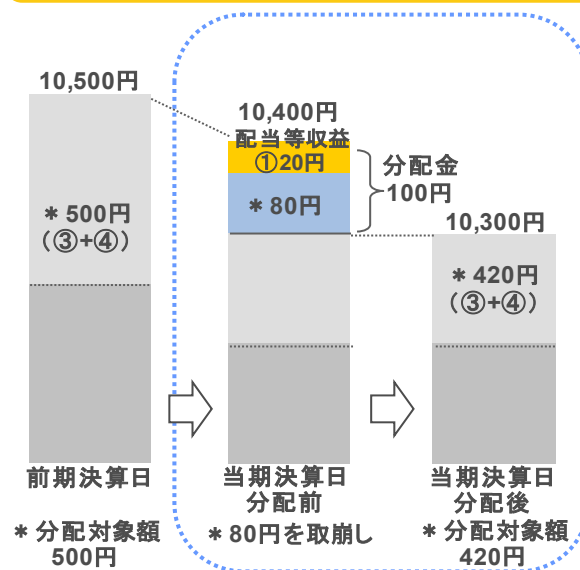 10,500円
＊500円
（③+④）
前期決算日
＊分配対象額
500円
10,400円
配当等収益
①20円
＊80円
分配金
100円
当期決算日
分配前
＊80円を取崩し
10,300円
＊420円
（③+④）
当期決算日
分配後
＊分配対象額
420円